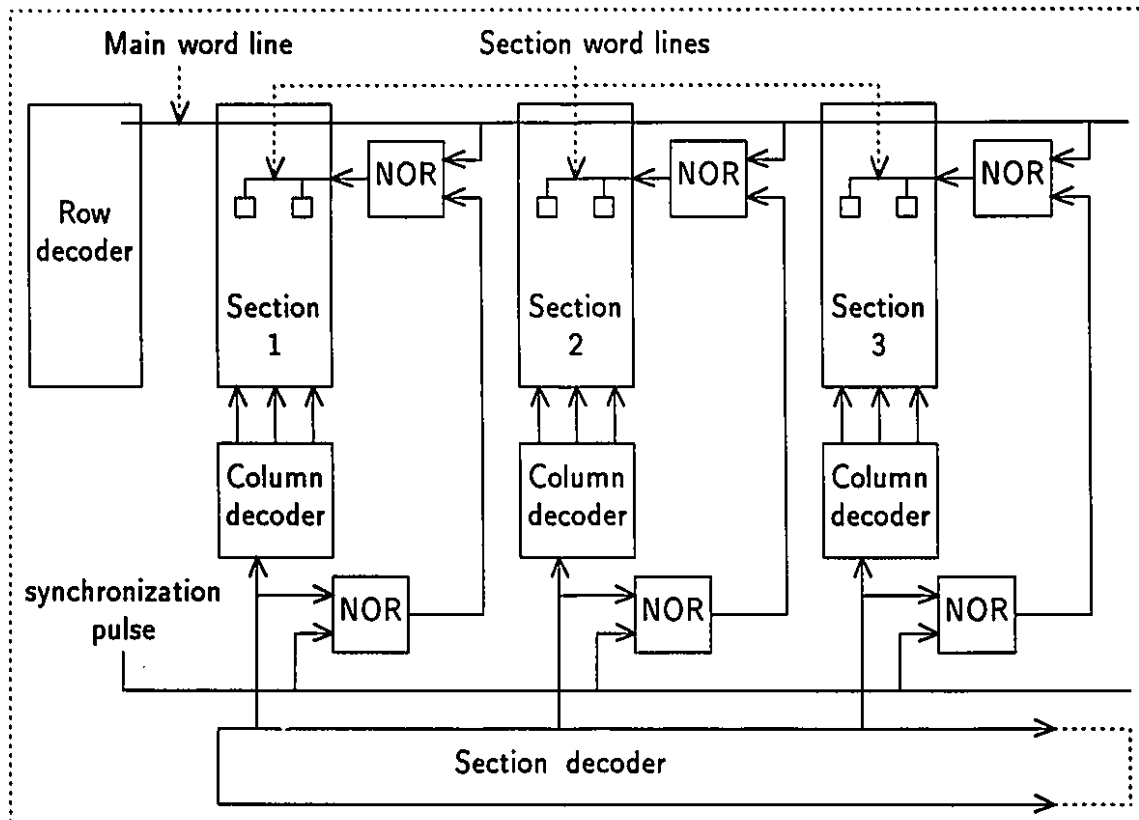 Main word line
Section word lines
Row
decoder
NOR
NOR
NOR
Section
1
Section
2
Section
3
Column
decoder
Column
decoder
Column
decoder
synchronization
pulse
NOR
NOR
NOR
Section decoder